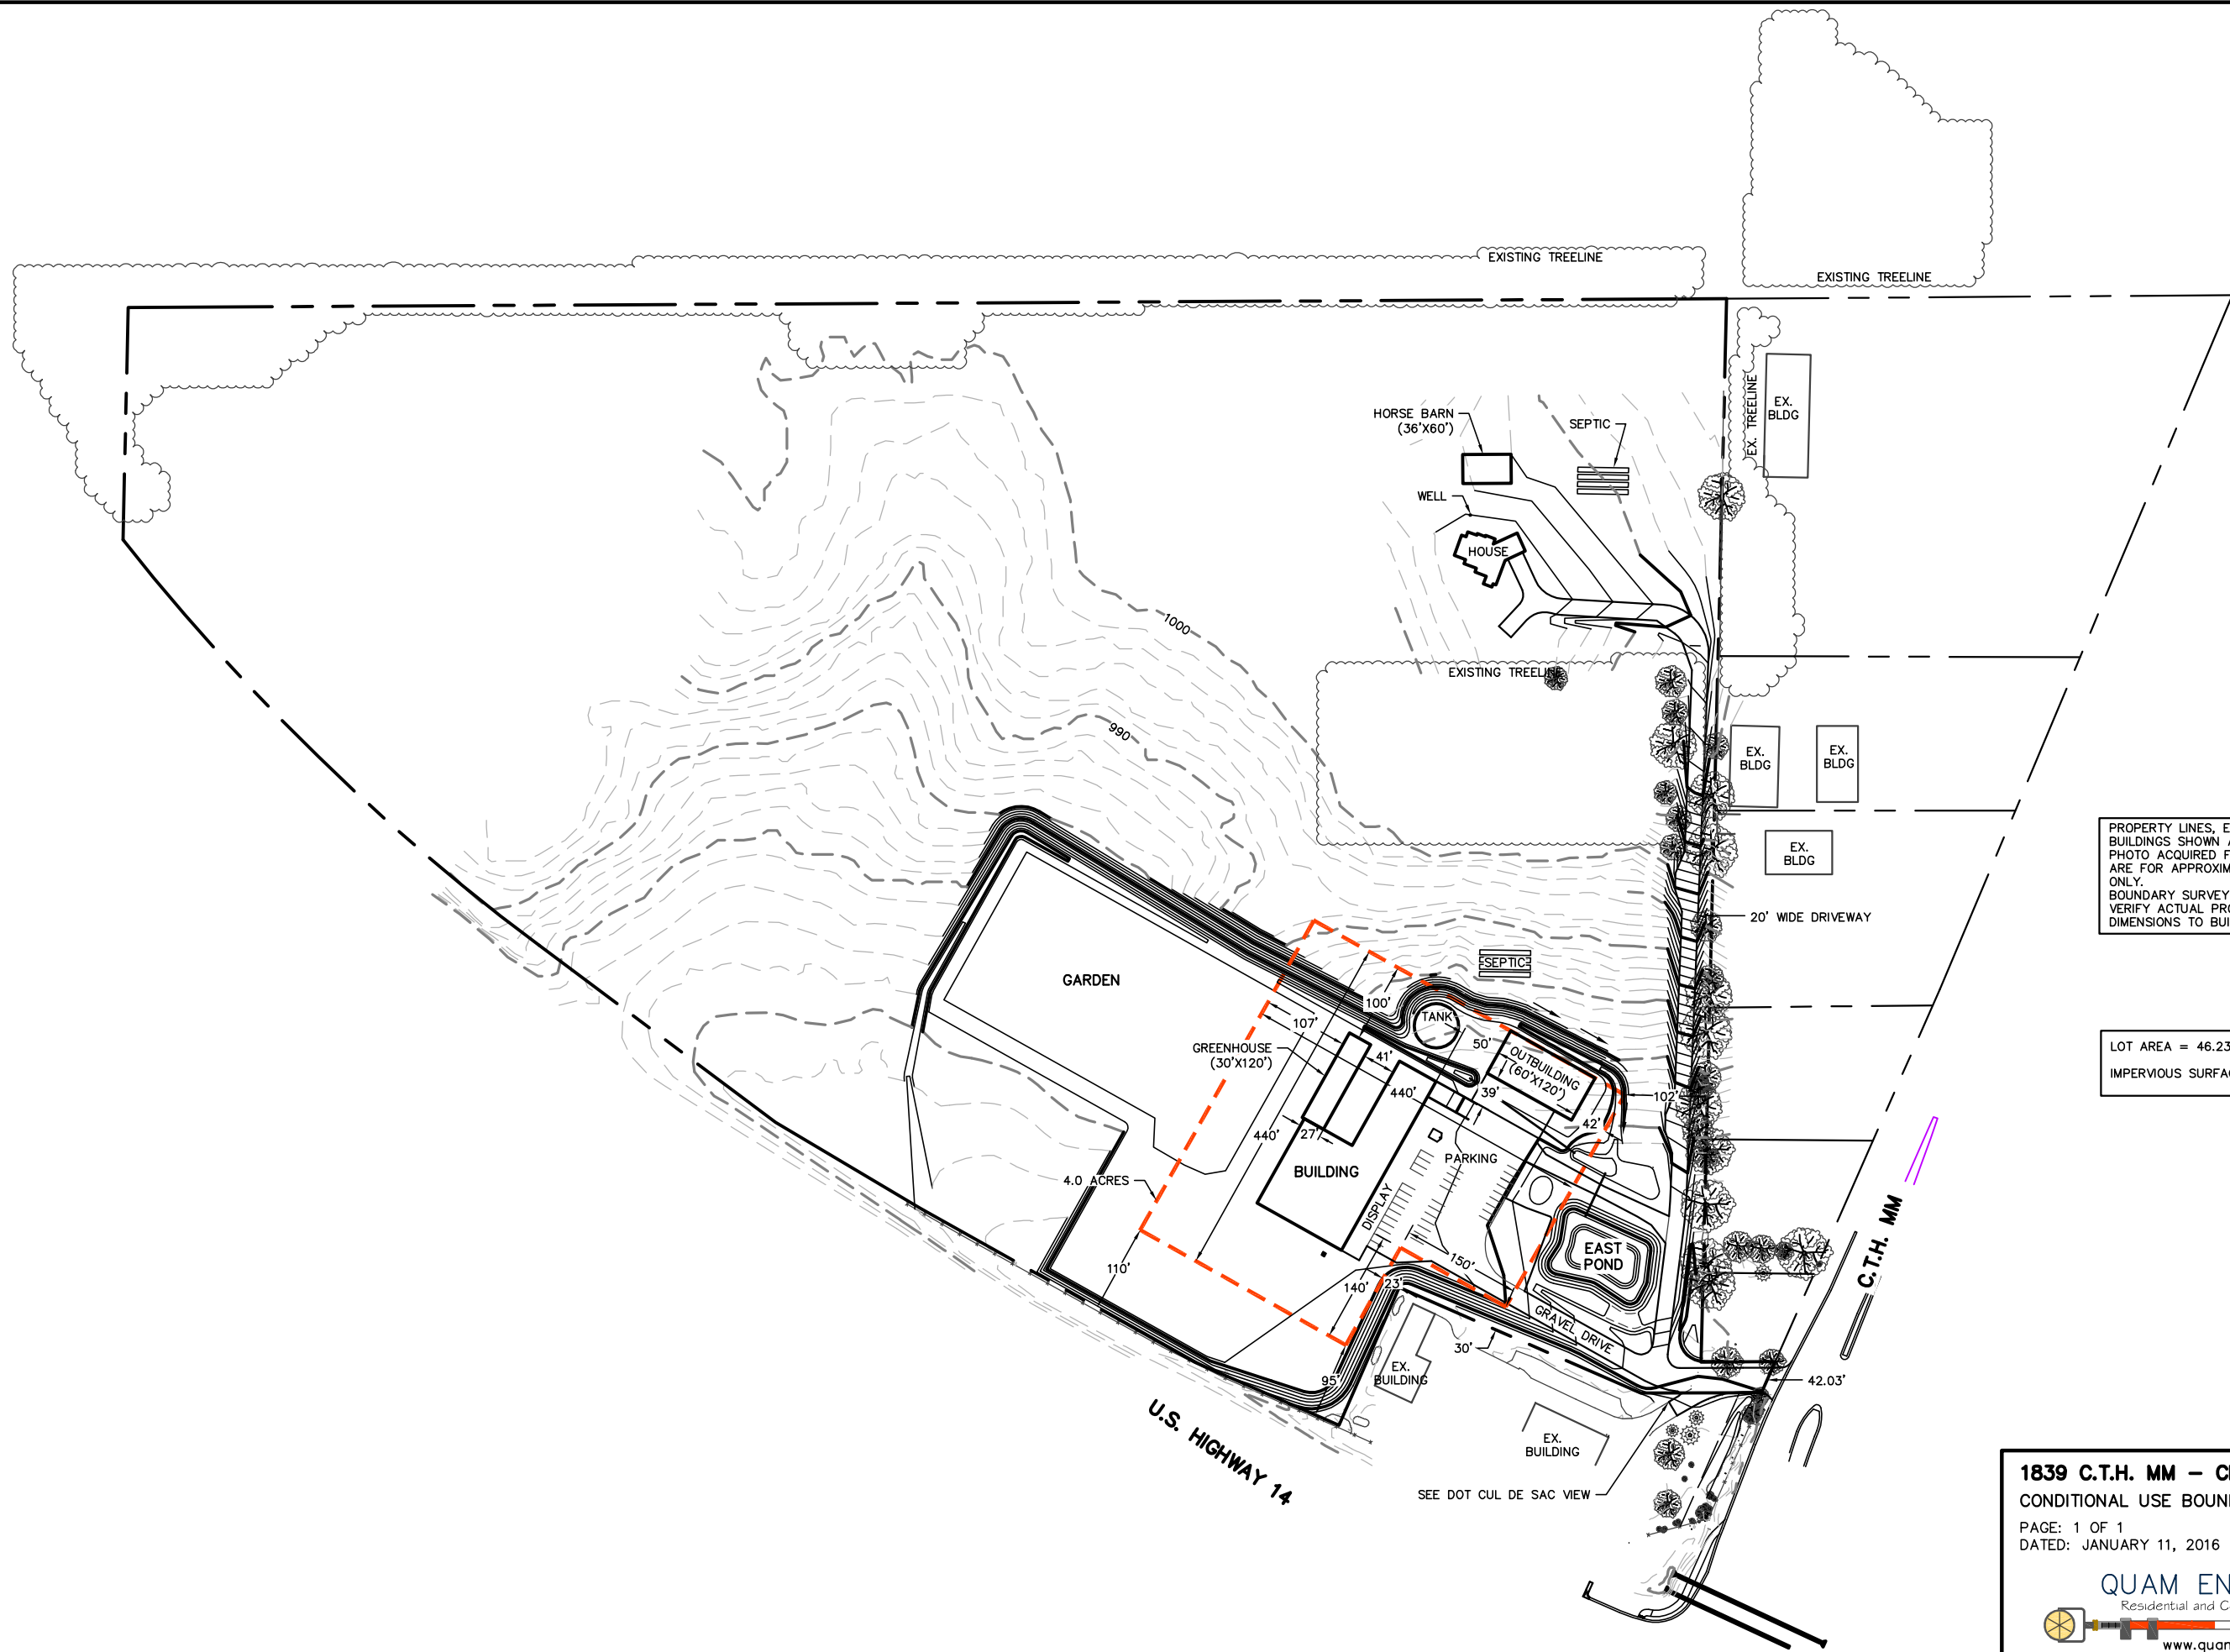 EXISTING TREELINE
EXISTING TREELINE
HORSE BARN
(36'X60')
SEPTIC
EX. TREELINE
EX.
BLDG
WELL
HOUSE
1000
EXISTING TREELINE
990
EX.
BLDG
EX.
BLDG
EX.
BLDG
PROPERTY LINES, E
BUILDINGS SHOWN A
PHOTO ACQUIRED F
ARE FOR APPROXIM
ONLY.
BOUNDARY SURVEY
VERIFY ACTUAL PRO
DIMENSIONS TO BUI
20' WIDE DRIVEWAY
GARDEN
SEPTIC
100'
TANK
107'
GREENHOUSE
(30'X120')
41'
50'
OUTBUILDING
(60'X120')
LOT AREA = 46.23
IMPERVIOUS SURFA
440'
39'
102'
42'
440'
27'
PARKING
BUILDING
4.0 ACRES
DISPLAY
C.T.H. MM
EAST
POND
110'
150'
140'
23'
GRAVEL DRIVE
30'
EX.
BUILDING
95'
42.03'
U.S. HIGHWAY 14
EX.
BUILDING
SEE DOT CUL DE SAC VIEW
1839 C.T.H. MM – C
CONDITIONAL USE BOUN
PAGE: 1 OF 1
DATED: JANUARY 11, 2016
QUAM EN
Residential and C
www.quan